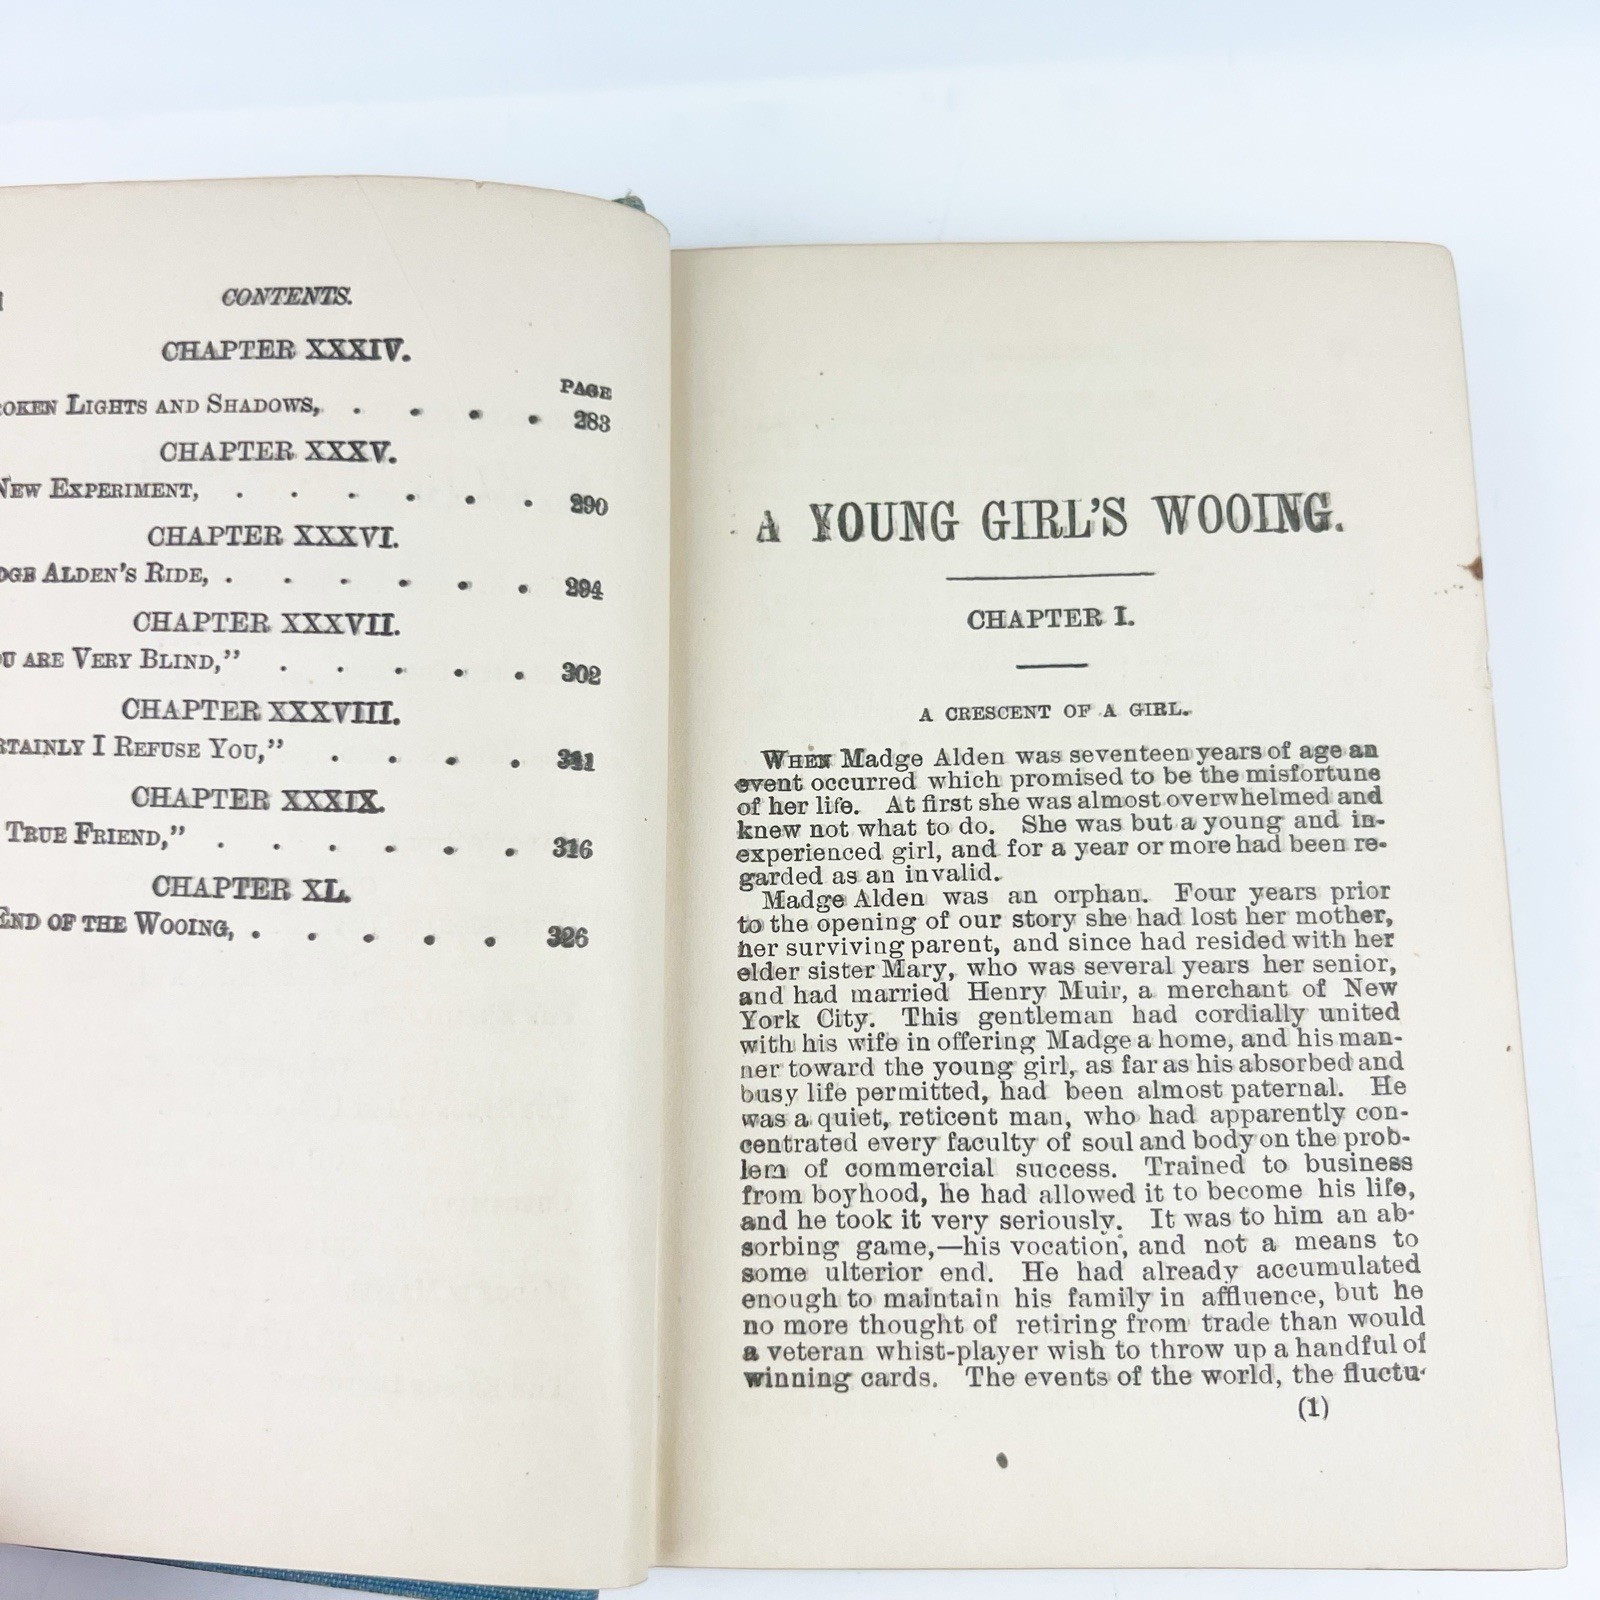 CONTENTS.
CHAPTER XXXIV.
PAGE
OKEN LIGHTS AND SHADOWS, . . . . 283
CHAPTER XXXV.
NEW EXPERIMENT, . . . . . . 290
CHAPTER XXXVI.
DGE ALDEN'S RIDE, . . . . . . 294
CHAPTER XXXVII.
U ARE VERY BLIND,” . . . . . 302
CHAPTER XXXVIII.
RTAINLY I REFUSE YOU,” . . . . 311
CHAPTER XXXIX.
TRUE FRIEND,” . . . . . . 316
CHAPTER XL.
END OF THE WOOING, . . . . . 326
A YOUNG GIRL'S WOOING.
CHAPTER I.
A CRESCENT OF A GIRL.
WHEN Madge Alden was seventeen years of age an
event occurred which promised to be the misfortune
of her life. At first she was almost overwhelmed and
knew not what to do. She was but a young and in-
experienced girl, and for a year or more had been re-
garded as an invalid.
Madge Alden was an orphan. Four years prior
to the opening of our story she had lost her mother,
her surviving parent, and since had resided with her
elder sister Mary, who was several years her senior,
and had married Henry Muir, a merchant of New
York City. This gentleman had cordially united
with his wife in offering Madge a home, and his man-
ner toward the young girl, as far as his absorbed and
busy life permitted, had been almost paternal. He
was a quiet, reticent man, who had apparently con-
centrated every faculty of soul and body on the prob-
lem of commercial success. Trained to business
from boyhood, he had allowed it to become his life,
and he took it very seriously. It was to him an ab-
sorbing game,—his vocation, and not a means to
some ulterior end. He had already accumulated
enough to maintain his family in affluence, but he
no more thought of retiring from trade than would
a veteran whist-player wish to throw up a handful of
winning cards. The events of the world, the fluctu-
(1)